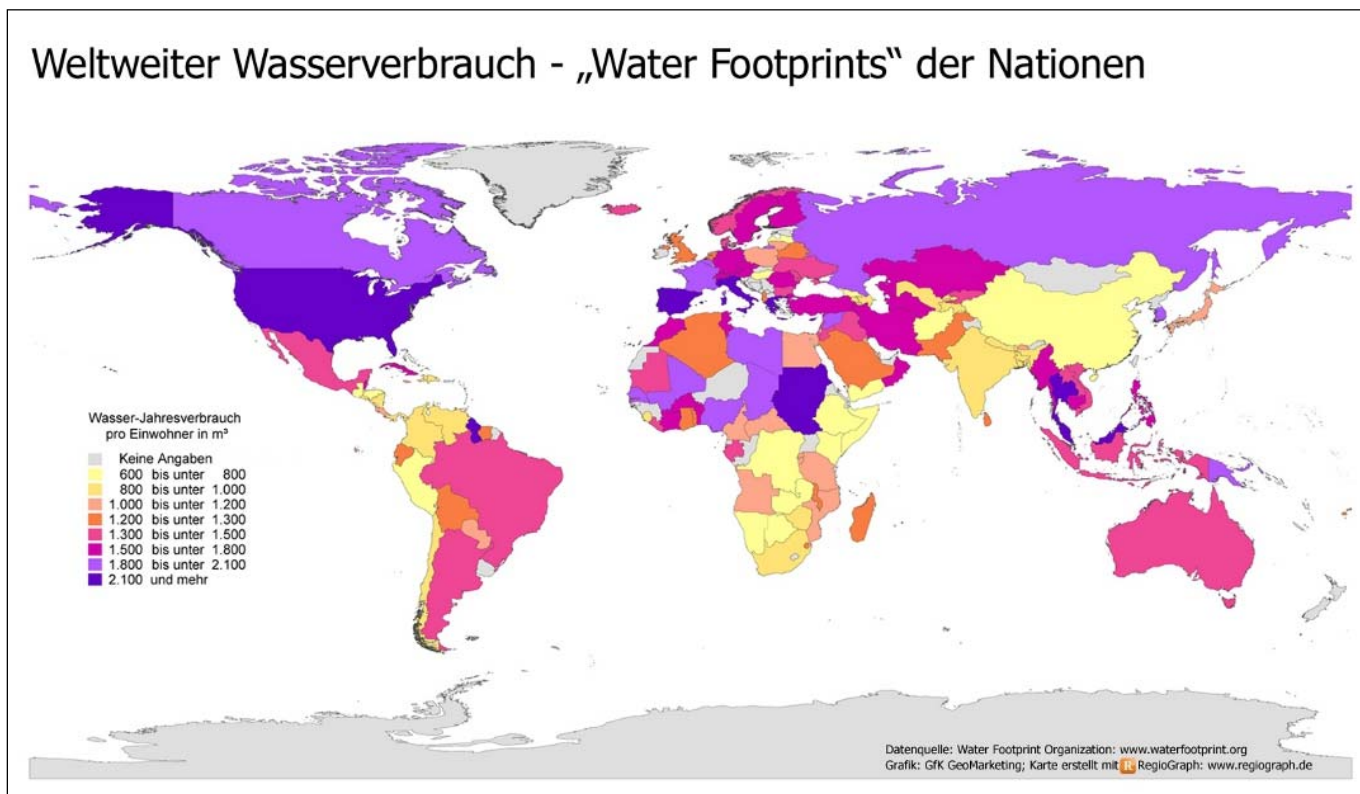 Weltweiter Wasserverbrauch - „Water Footprints“ der Nationen
Wasser-Jahresverbrauch
pro Einwohner in m³
Keine Angaben
600 bis unter 800
800 bis unter 1.000
1.000 bis unter 1.200
1.200 bis unter 1.300
1.300 bis unter 1.500
1.500 bis unter 1.800
1.800 bis unter 2.100
2.100 und mehr
Datenquelle: Water Footprint Organization: www.waterfootprint.org
Grafik: GfK GeoMarketing; Karte erstellt mit R RegioGraph: www.regiograph.de